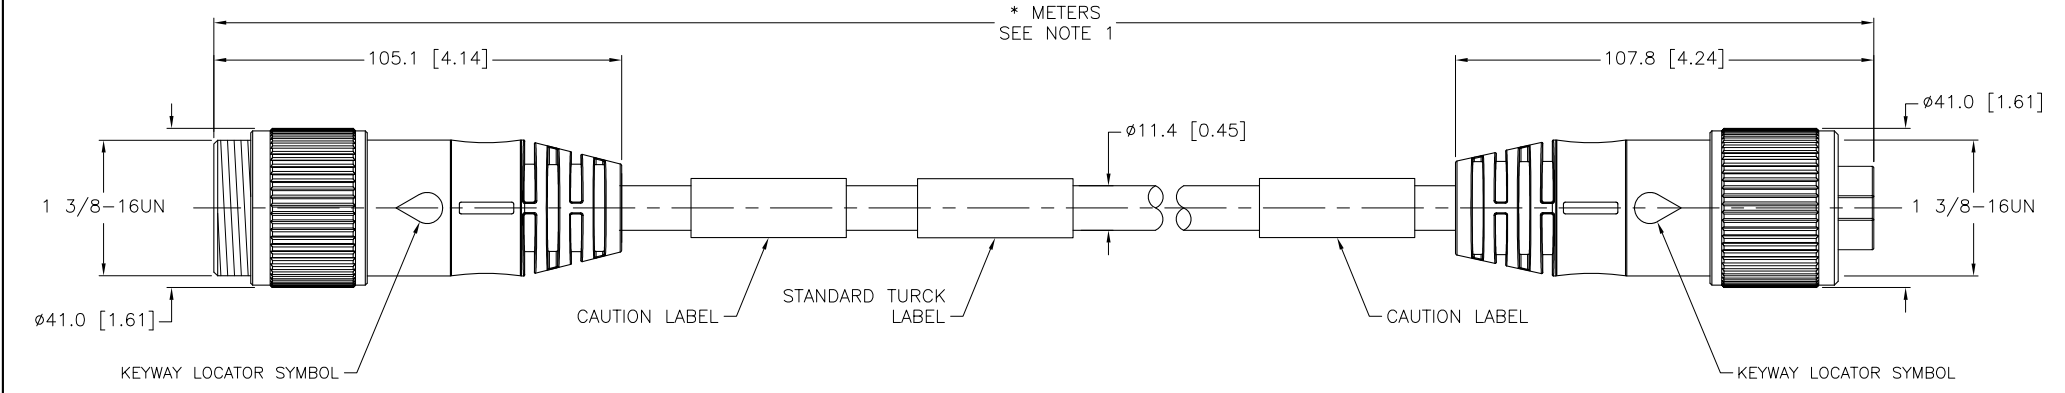 * METERS
SEE NOTE 1
105.1 [4.14]
107.8 [4.24]
ø41.0 [1.61]
ø11.4 [0.45]
1 3/8-16UN
1 3/8-16UN
ø41.0 [1.61]
CAUTION LABEL
STANDARD TURCK
LABEL
CAUTION LABEL
KEYWAY LOCATOR SYMBOL
KEYWAY LOCATOR SYMBOL